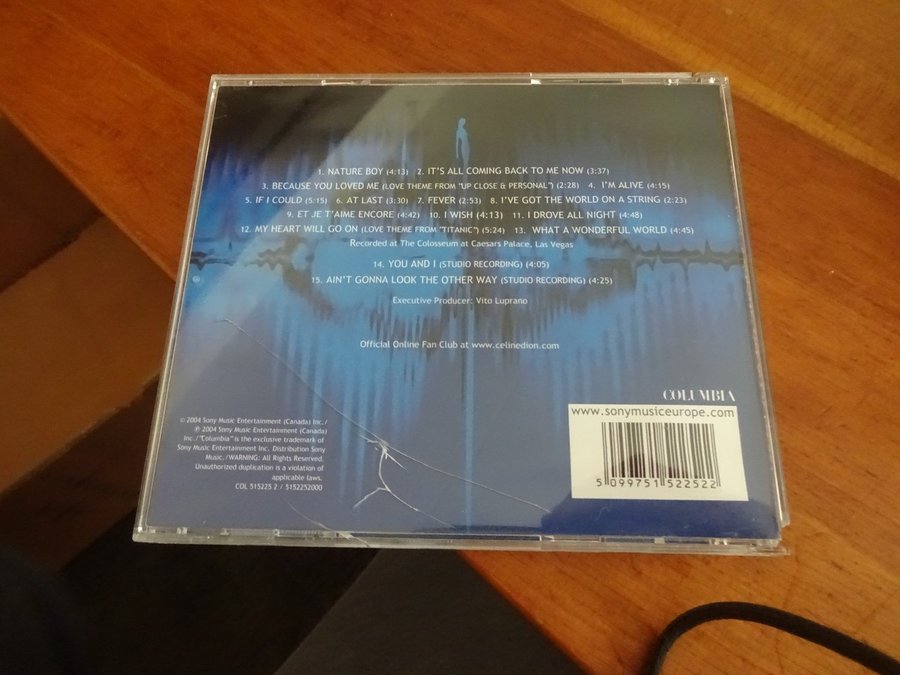 1. NATURE BOY (4:13) 2. IT'S ALL COMING BACK TO ME NOW (3:37)
3. BECAUSE YOU LOVED ME (LOVE THEME FROM "UP CLOSE & PERSONAL") (2:28) 4. I'M ALIVE (4:15)
5. IF I COULD (5:15) 6. AT LAST (3:30) 7. FEVER (2:53) 8. I'VE GOT THE WORLD ON A STRING (2:23)
9. ET JE T'AIME ENCORE (4:42) 10. I WISH (4:13) 11. I DROVE ALL NIGHT (4:48)
12. MY HEART WILL GO ON (LOVE THEME FROM "TITANIC") (5:24) 13. WHAT A WONDERFUL WORLD (4:45)
Recorded at The Colosseum at Caesars Palace, Las Vegas
14. YOU AND I (STUDIO RECORDING) (4:05)
15. AIN'T GONNA LOOK THE OTHER WAY (STUDIO RECORDING) (4:25)
Executive Producer: Vito Luprano
Official Online Fan Club at www.celinedion.com
© 2004 Sony Music Entertainment (Canada) Inc./
℗ 2004 Sony Music Entertainment (Canada)
Inc./"Columbia" is the exclusive trademark of
Sony Music Entertainment Inc. Distribution Sony
Music. /WARNING: All Rights Reserved.
Unauthorized duplication is a violation of
applicable laws.
COL 515225 2 / 5152252000
COLUMBIA
www.sonymusiceurope.com
5 099751 522522